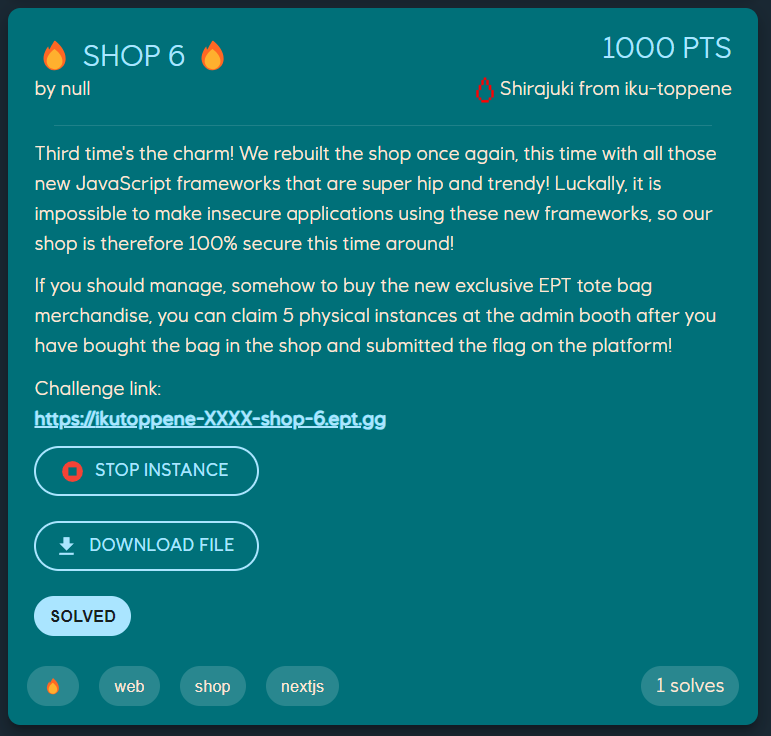 SHOP 6
1000 PTS
by null
Shirajuki from iku-toppene
Third time's the charm! We rebuilt the shop once again, this time with all those
new JavaScript frameworks that are super hip and trendy! Luckally, it is
impossible to make insecure applications using these new frameworks, so our
shop is therefore 100% secure this time around!
If you should manage, somehow to buy the new exclusive EPT tote bag
merchandise, you can claim 5 physical instances at the admin booth after you
have bought the bag in the shop and submitted the flag on the platform!
Challenge link:
https://ikutoppene-XXXX-shop-6.ept.gg
STOP INSTANCE
DOWNLOAD FILE
SOLVED
web shop nextjs 1 solves